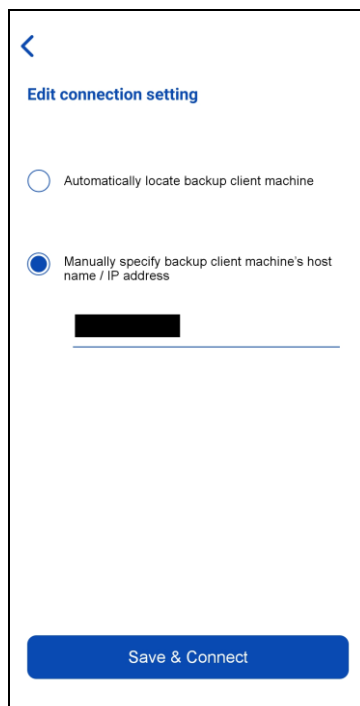 Edit connection setting
Automatically locate backup client machine
Manually specify backup client machine's host
name / IP address
Save & Connect